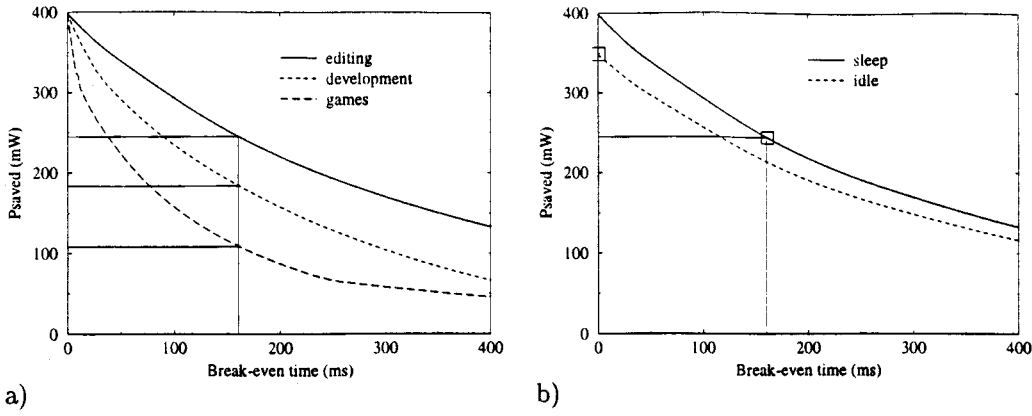 400
300
200
100
0
Psaved (mW)
editing
development
games
0 100 200 300 400
Break-even time (ms)
a)
400
300
200
100
0
Psaved (mW)
sleep
idle
0 100 200 300 400
Break-even time (ms)
b)